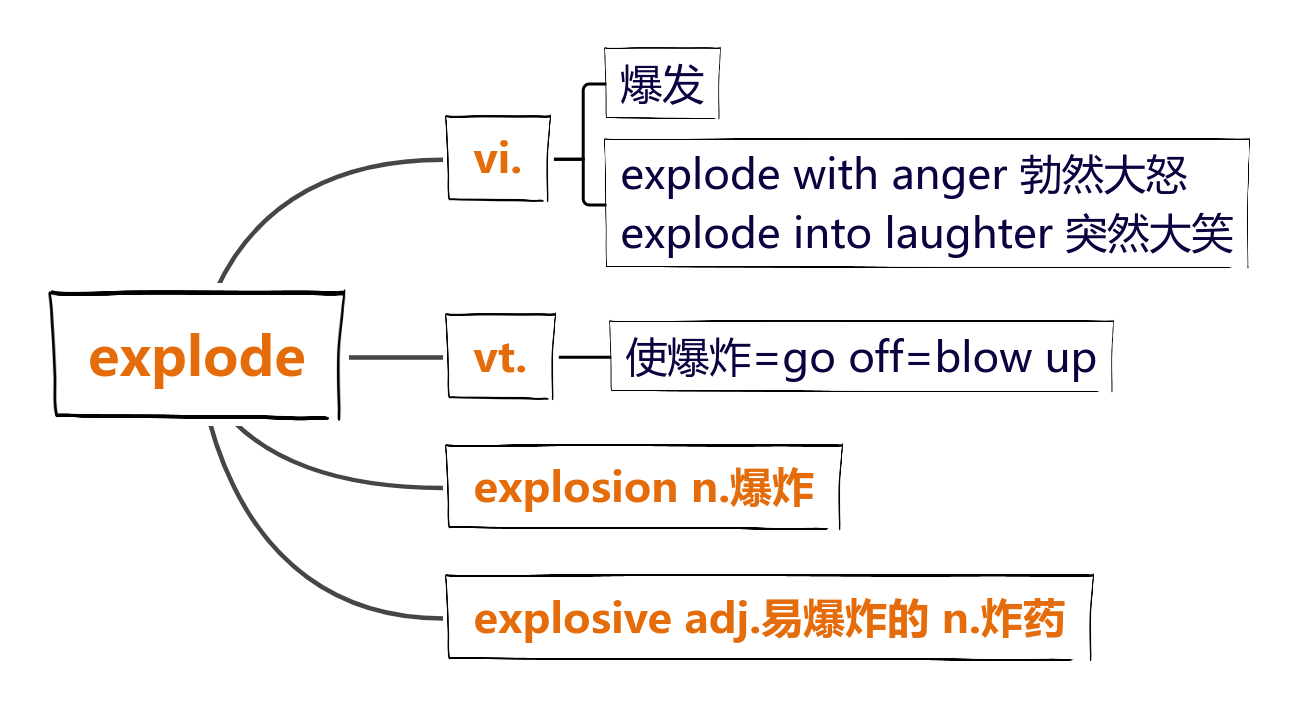 explode
vi.
爆发
explode with anger 勃然大怒
explode into laughter 突然大笑
vt.
使爆炸=go off=blow up
explosion n.爆炸
explosive adj.易爆炸的 n.炸药